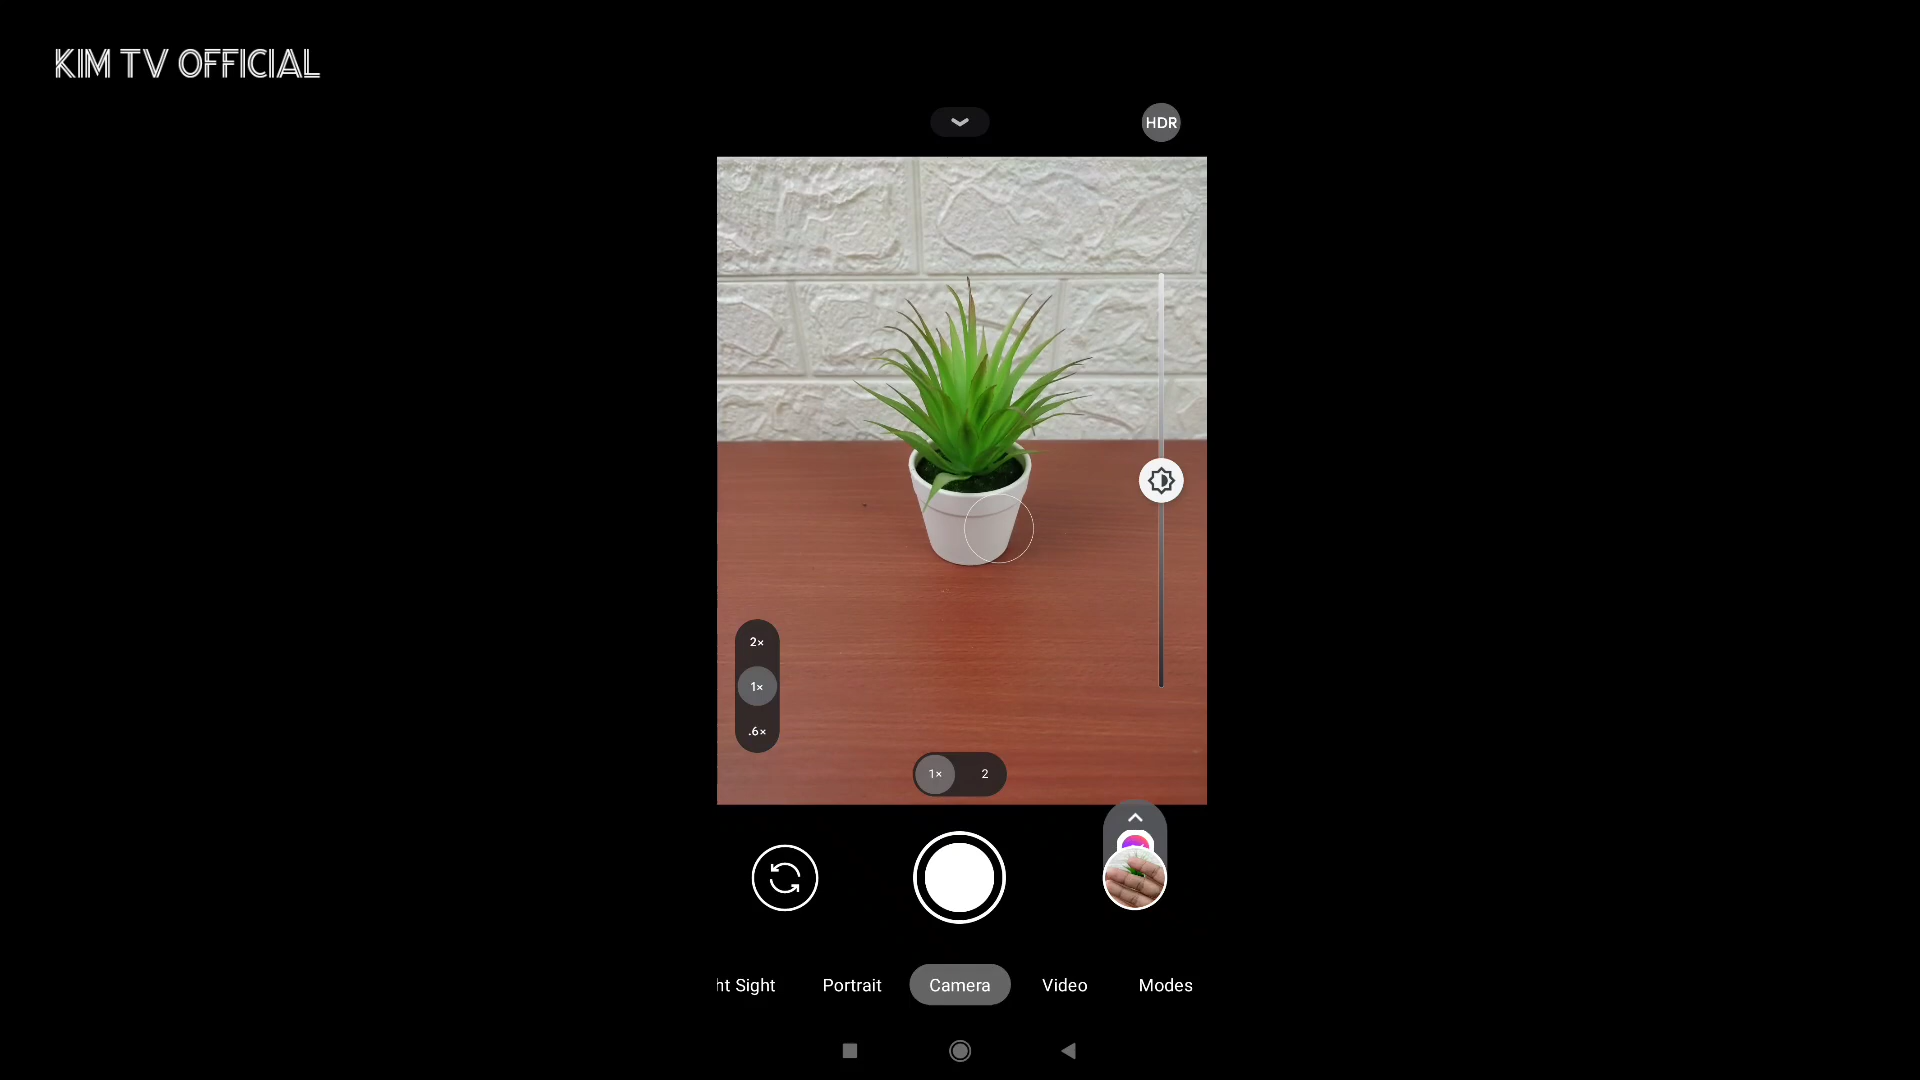 KIM TV OFFICIAL
HDR
2×
1×
.6×
1× 2
ht Sight Portrait Camera Video Modes